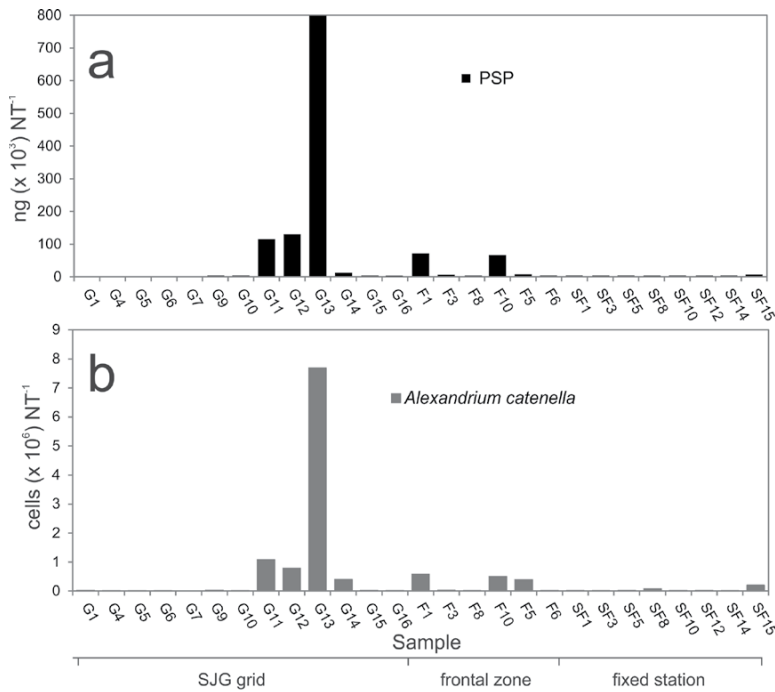 a
800
700
600
500
400
300
200
100
0
ng (x 10³) NT⁻¹
PSP
G1 G4 G5 G6 G7 G9 G10 G11 G12 G13 G14 G15 G16 F1 F3 F8 F10 F5 F6 SF1 SF3 SF5 SF8 SF10 SF12 SF14 SF15
b
9
8
7
6
5
4
3
2
1
0
cells (x 10⁶) NT⁻¹
Alexandrium catenella
G1 G4 G5 G6 G7 G9 G10 G11 G12 G13 G14 G15 G16 F1 F3 F8 F10 F5 F6 SF1 SF3 SF5 SF8 SF10 SF12 SF14 SF15
Sample
SJG grid frontal zone fixed station